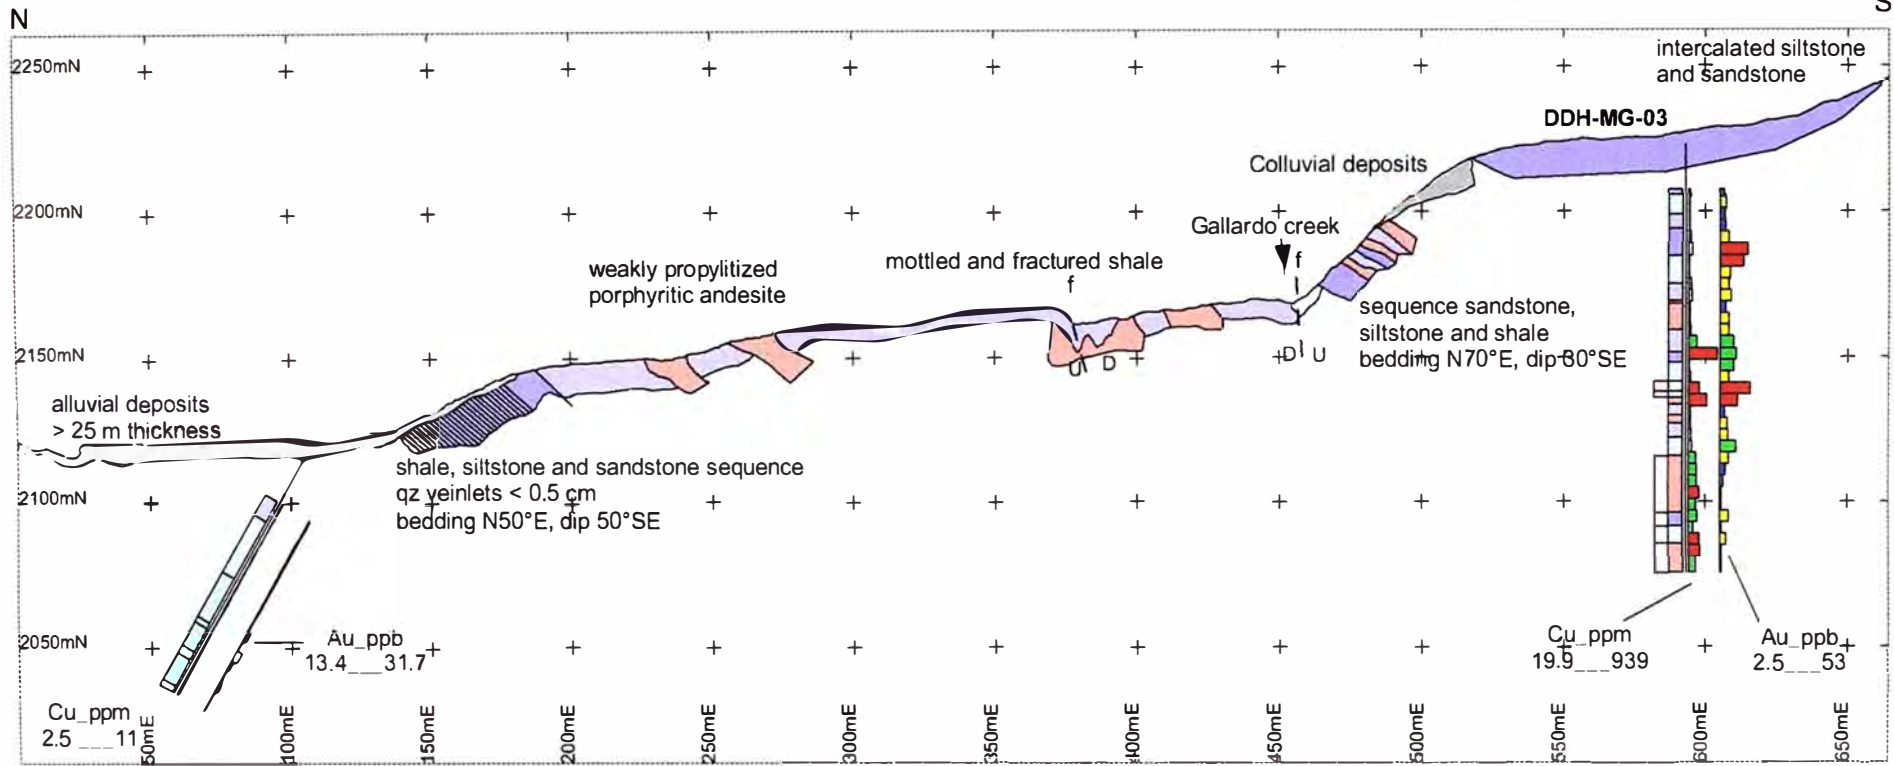 N
S
2250mN
intercalated siltstone
and sandstone
DDH-MG-03
Colluvial deposits
2200mN
Gallardo creek
f
mottled and fractured shale
f
weakly propylitized
porphyritic andesite
sequence sandstone,
siltstone and shale
bedding N70°E, dip 30°SE
2150mN
U D
D U
alluvial deposits
> 25 m thickness
shale, siltstone and sandstone sequence
qz veinlets < 0.5 cm
bedding N50°E, dip 50°SE
2100mN
2050mN
Au_ppb
13.4___31.7
Cu_ppm
19.9___939
Au_ppb
2.5___53
Cu_ppm
2.5 ___11
50mE
100mE
150mE
200mE
250mE
300mE
350mE
400mE
450mE
500mE
550mE
600mE
650mE